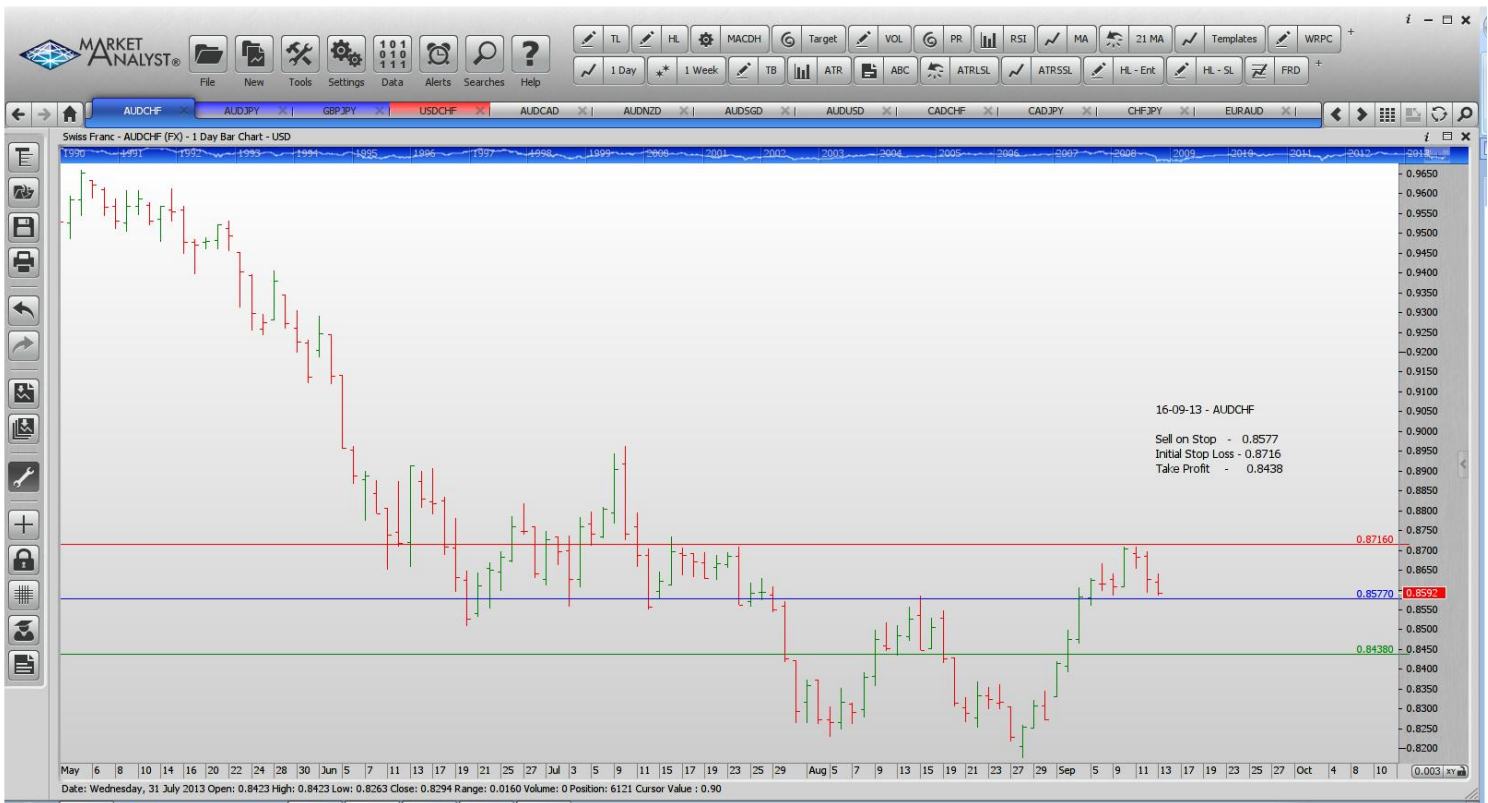 MARKET
ANALYST®
File New Tools Settings Data Alerts Searches Help
TL HL MACDH Target VOL PR RSI MA 21 MA Templates WRPC +
1 Day 1 Week TB ATR ABC ATRLSL ATRSSL HL - Ent HL - SL FRD +
AUDCHF AUDJPY GBPJPY USDCHF AUDCAD AUDNZD AUDSGD AUDUSD CADCHF CADJPY CHFJPY EURAUD
Swiss Franc - AUDCHF (FX) - 1 Day Bar Chart - USD
1990 1991 1992 1993 1994 1995 1996 1997 1998 1999 2000 2001 2002 2003 2004 2005 2006 2007 2008 2009 2010 2011 2012 2013
0.9650
0.9600
0.9550
0.9500
0.9450
0.9400
0.9350
0.9300
0.9250
0.9200
0.9150
0.9100
0.9050
0.9000
0.8950
0.8900
0.8850
0.8800
0.8750
0.8700
0.8650
0.8592
0.8550
0.8500
0.8450
0.8400
0.8350
0.8300
0.8250
0.8200
16-09-13 - AUDCHF
Sell on Stop - 0.8577
Initial Stop Loss - 0.8716
Take Profit - 0.8438
0.87160
0.85770
0.84380
May 6 8 10 14 16 20 22 24 28 30 Jun 5 7 11 13 17 19 21 25 27 Jul 3 5 9 11 15 17 19 23 25 29 Aug 5 7 9 13 15 19 21 23 27 29 Sep 5 9 11 13 17 19 23 25 27 Oct 4 8 10 0.003 XY
Date: Wednesday, 31 July 2013 Open: 0.8423 High: 0.8423 Low: 0.8263 Close: 0.8294 Range: 0.0160 Volume: 0 Position: 6121 Cursor Value : 0.90